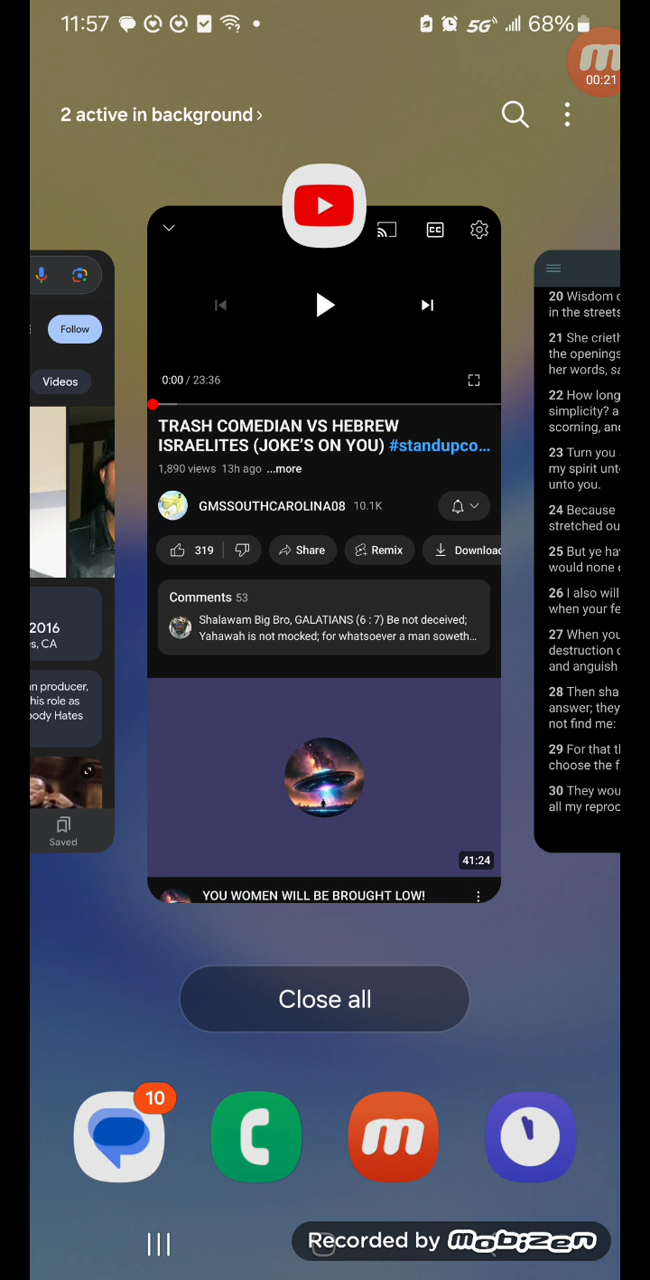 11:57
5G
68%
00:21
2 active in background ›
Follow
Videos
2016
s, CA
n producer,
his role as
body Hates
Saved
CC
0:00 / 23:36
TRASH COMEDIAN VS HEBREW
ISRAELITES (JOKE'S ON YOU) #standupco...
1,890 views 13h ago ...more
GMSSOUTHCAROLINA08 10.1K
319
Share
Remix
Download
Comments 53
Shalawam Big Bro, GALATIANS (6 : 7) Be not deceived;
Yahawah is not mocked; for whatsoever a man soweth...
41:24
YOU WOMEN WILL BE BROUGHT LOW!
20 Wisdom
in the streets
21 She crieth
the openings
her words, sa
22 How long
simplicity? a
scorning, and
23 Turn you
my spirit unt
unto you.
24 Because
stretched ou
25 But ye ha
would none
26 I also will
when your fe
27 When you
destruction
and anguish
28 Then sha
answer; they
not find me:
29 For that t
choose the f
30 They wou
all my reproo
Close all
10
m
Recorded by mobizen